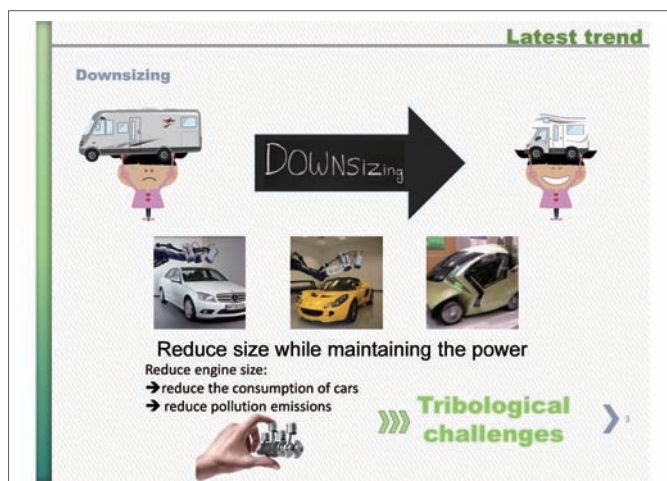 Latest trend
Downsizing
DOWNSizing
Reduce size while maintaining the power
Reduce engine size:
➔reduce the consumption of cars
➔ reduce pollution emissions
Tribological
challenges
3